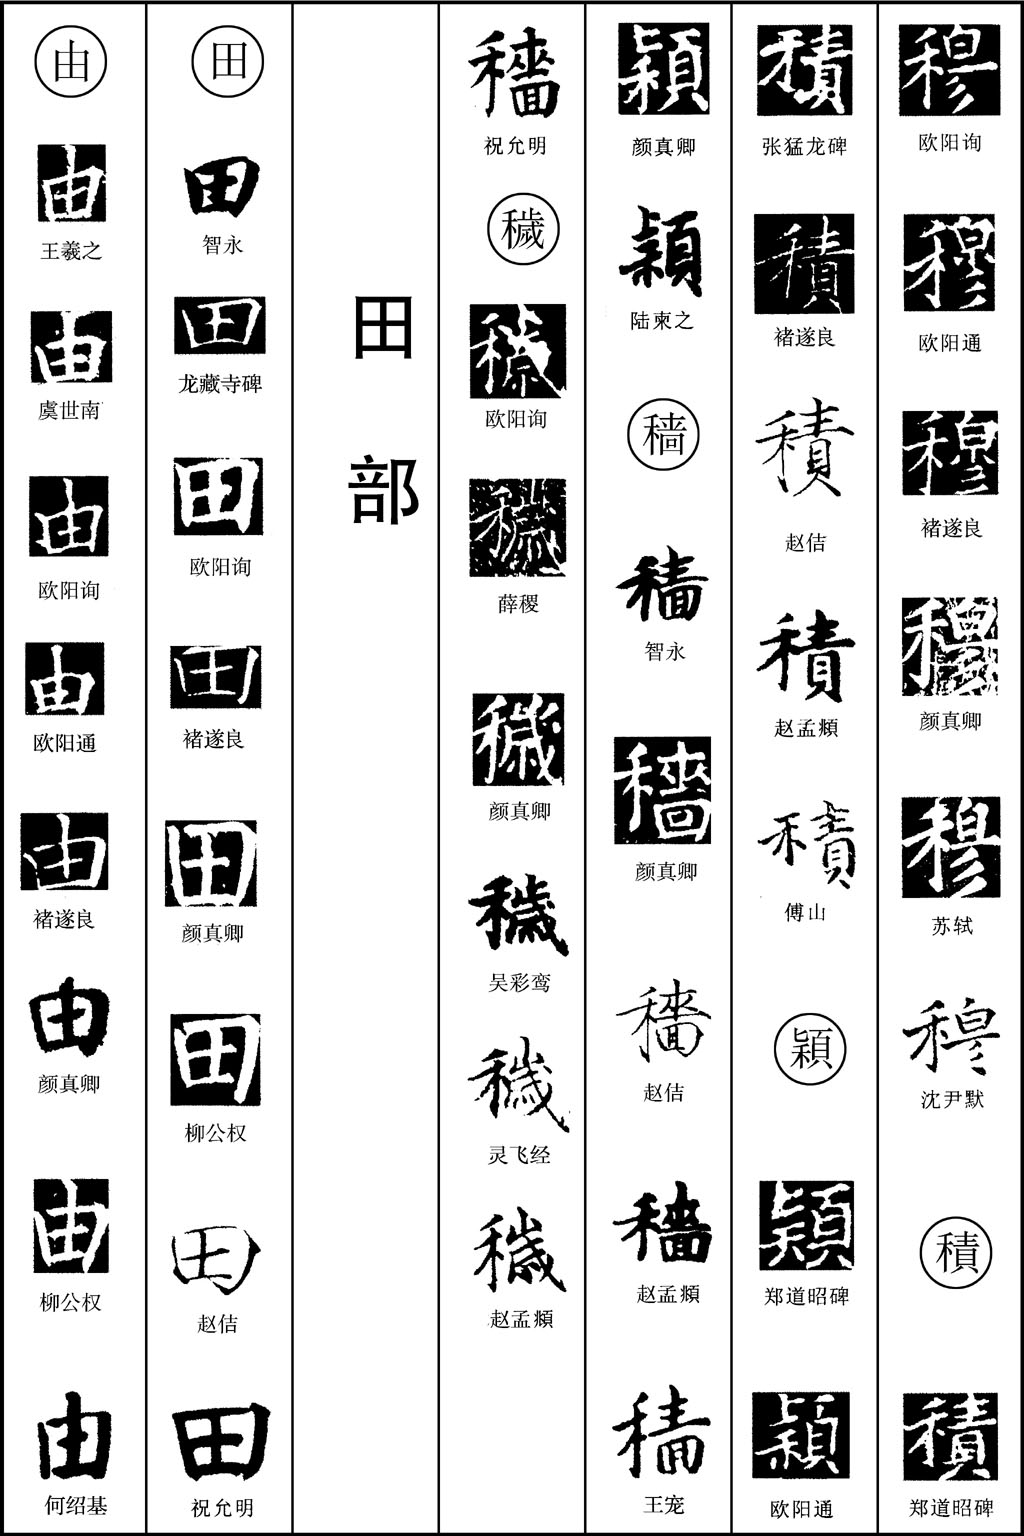 穆
欧阳询
穆
欧阳通
穆
褚遂良
穆
颜真卿
穆
苏轼
穆
沈尹默
積
積
郑道昭碑
積
张猛龙碑
積
褚遂良
積
赵佶
積
赵孟頫
積
傅山
穎
穎
郑道昭碑
穎
欧阳通
穎
颜真卿
穎
陆柬之
穡
穡
智永
穡
颜真卿
穡
赵佶
穡
赵孟頫
穡
王宠
穡
祝允明
穢
穢
欧阳询
穢
薛稷
穢
颜真卿
穢
吴彩鸾
穢
灵飞经
穢
赵孟頫
田部
田
田
智永
田
龙藏寺碑
田
欧阳询
田
褚遂良
田
颜真卿
田
柳公权
田
赵佶
田
祝允明
由
由
王羲之
由
虞世南
由
欧阳询
由
欧阳通
由
褚遂良
由
颜真卿
由
柳公权
由
何绍基